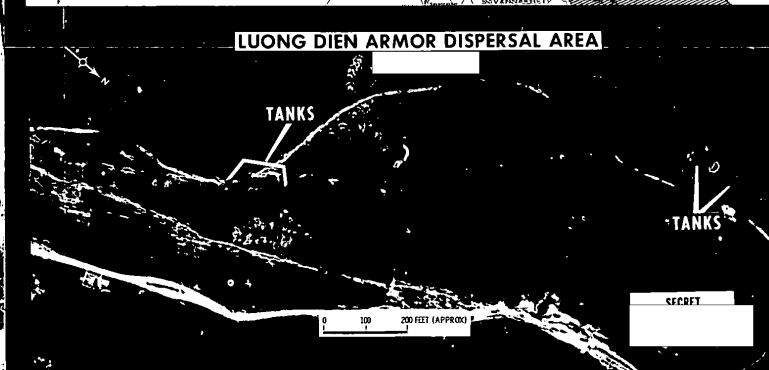 LUONG DIEN ARMOR DISPERSAL AREA
N
TANKS
TANKS
SECRET
0 100 200 FEET (APPROX)